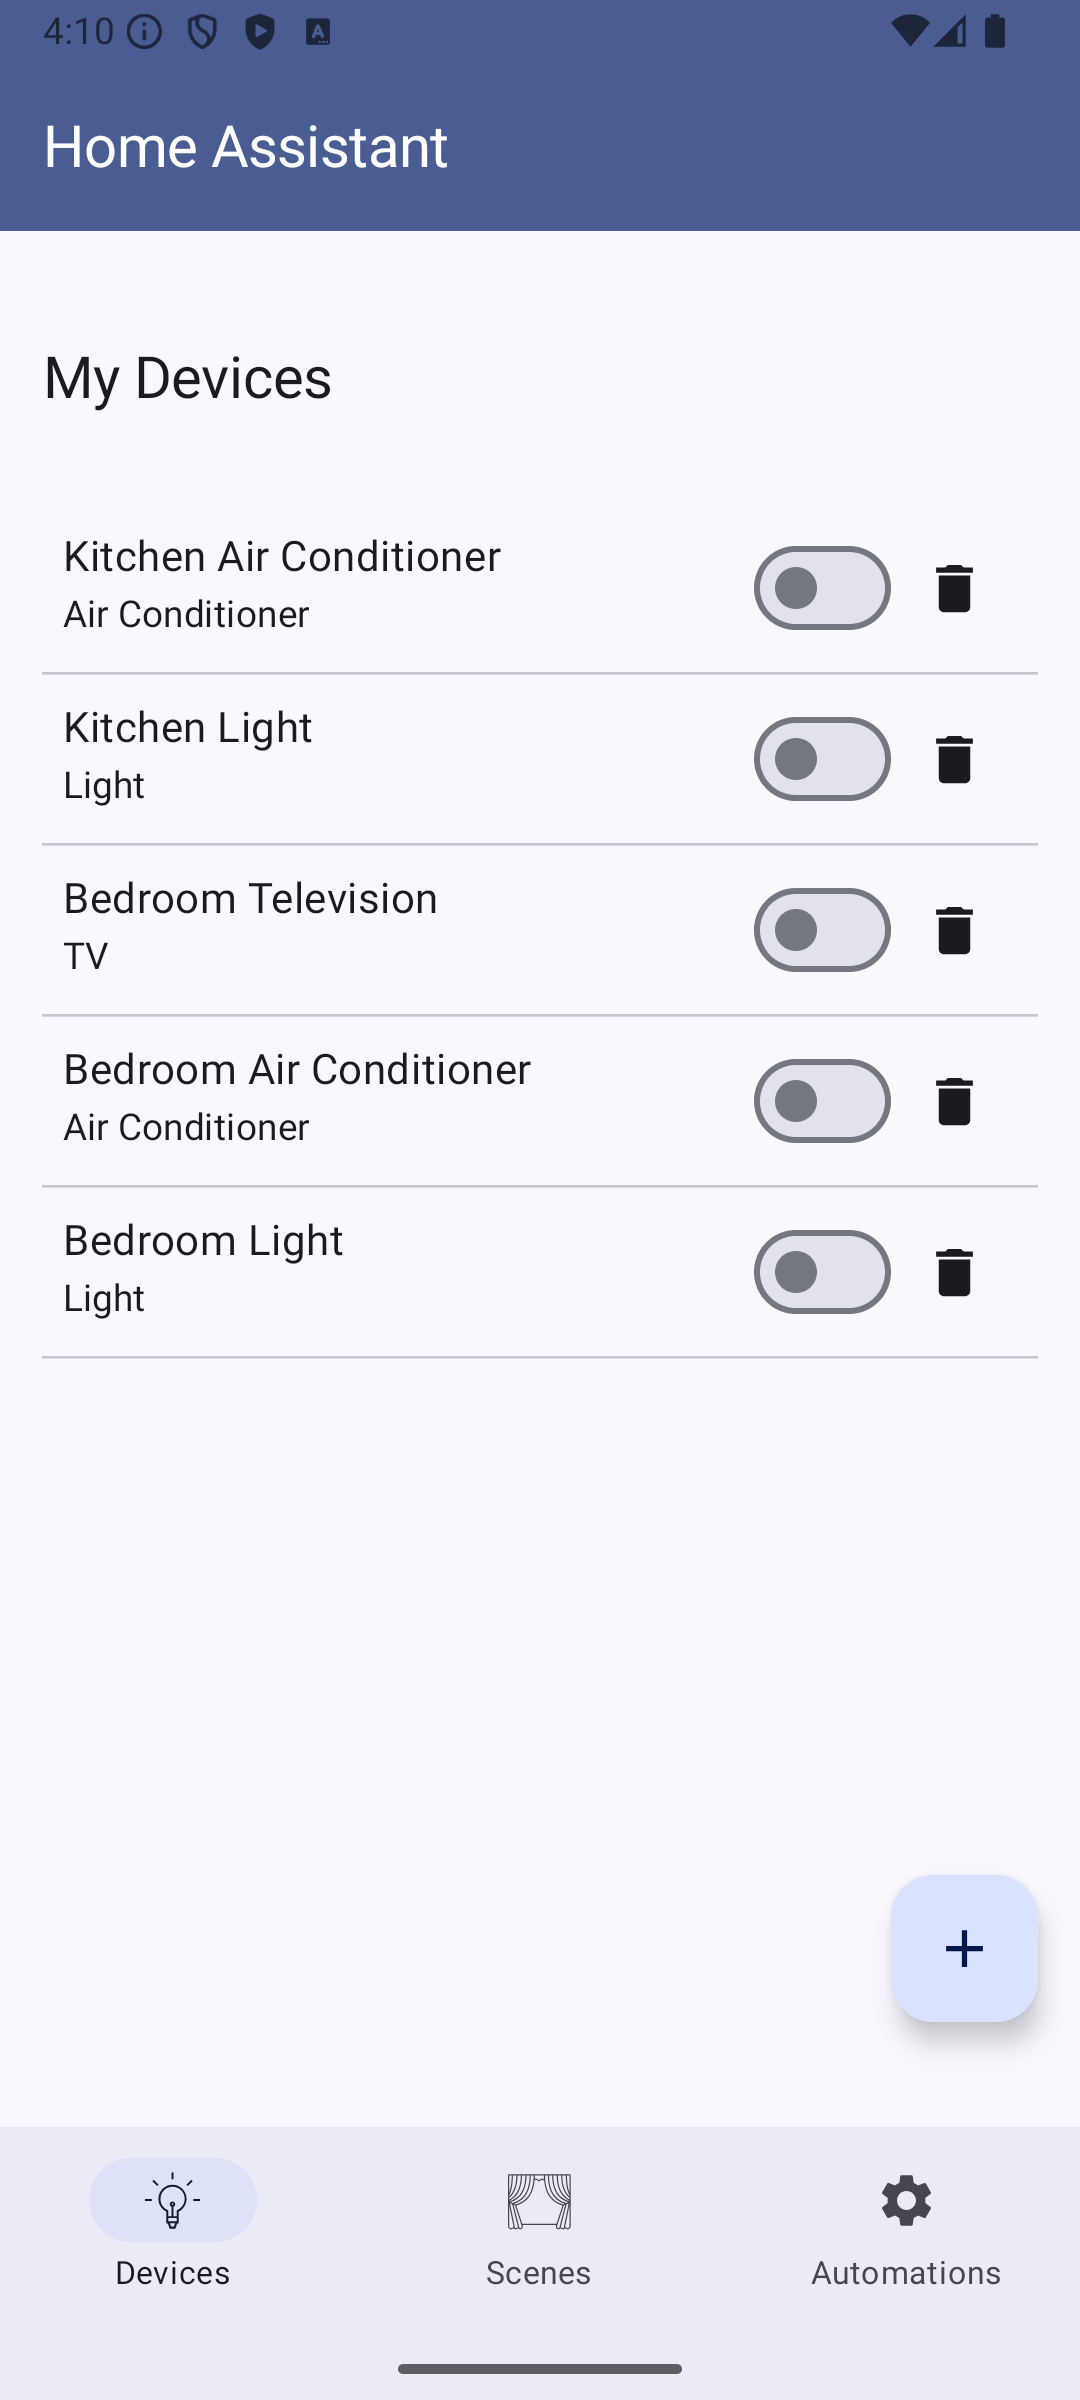 4:10
Home Assistant
My Devices
Kitchen Air Conditioner
Air Conditioner
Kitchen Light
Light
Bedroom Television
TV
Bedroom Air Conditioner
Air Conditioner
Bedroom Light
Light
Devices
Scenes
Automations